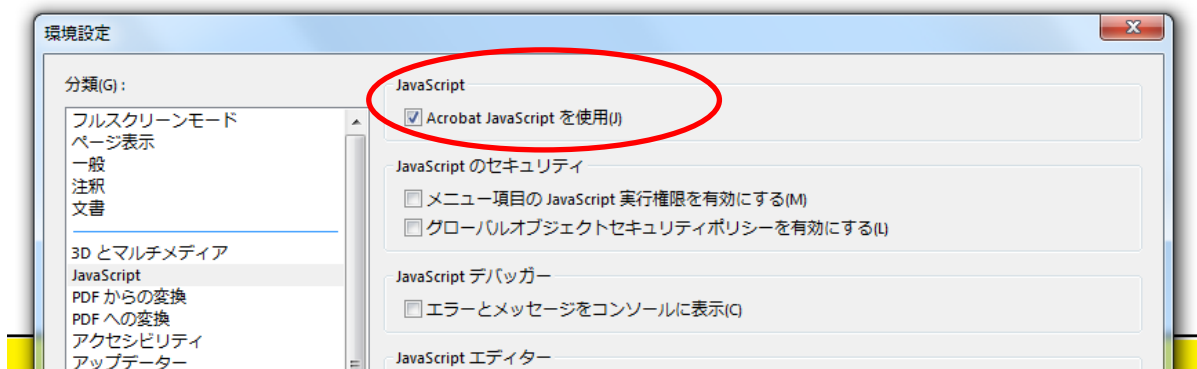 環境設定
分類(G) :
フルスクリーンモード
ページ表示
一般
注釈
文書
3D とマルチメディア
JavaScript
PDF からの変換
PDF への変換
アクセシビリティ
アップデーター
JavaScript
Acrobat JavaScript を使用(J)
JavaScript のセキュリティ
メニュー項目の JavaScript 実行権限を有効にする(M)
グローバルオブジェクトセキュリティポリシーを有効にする(L)
JavaScript デバッガー
エラーとメッセージをコンソールに表示(C)
JavaScript エディター